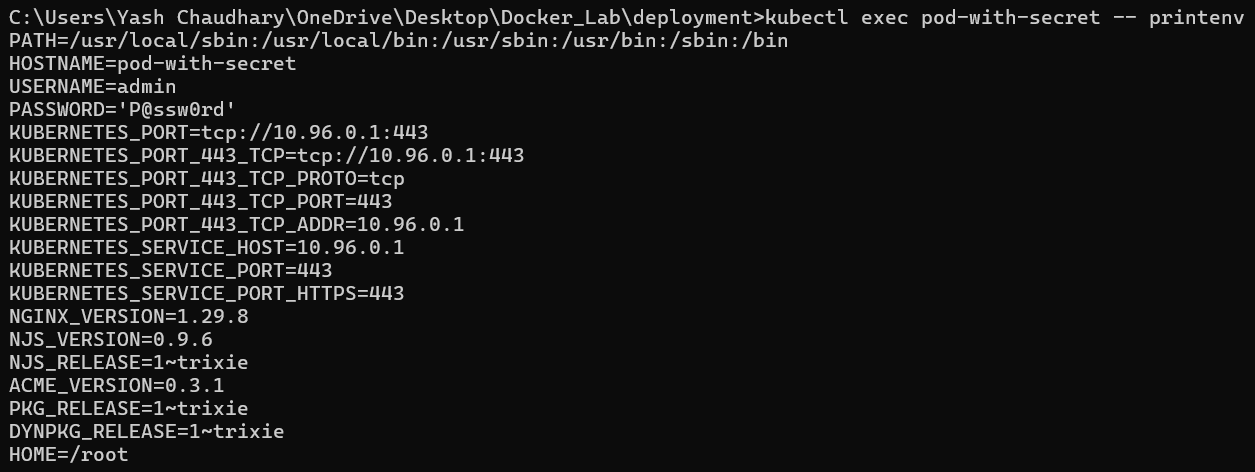 C:\Users\Yash Chaudhary\OneDrive\Desktop\Docker_Lab\deployment>kubectl exec pod-with-secret -- printenv
PATH=/usr/local/sbin:/usr/local/bin:/usr/sbin:/usr/bin:/sbin:/bin
HOSTNAME=pod-with-secret
USERNAME=admin
PASSWORD='P@ssw0rd'
KUBERNETES_PORT=tcp://10.96.0.1:443
KUBERNETES_PORT_443_TCP=tcp://10.96.0.1:443
KUBERNETES_PORT_443_TCP_PROTO=tcp
KUBERNETES_PORT_443_TCP_PORT=443
KUBERNETES_PORT_443_TCP_ADDR=10.96.0.1
KUBERNETES_SERVICE_HOST=10.96.0.1
KUBERNETES_SERVICE_PORT=443
KUBERNETES_SERVICE_PORT_HTTPS=443
NGINX_VERSION=1.29.8
NJS_VERSION=0.9.6
NJS_RELEASE=1~trixie
ACME_VERSION=0.3.1
PKG_RELEASE=1~trixie
DYNPKG_RELEASE=1~trixie
HOME=/root